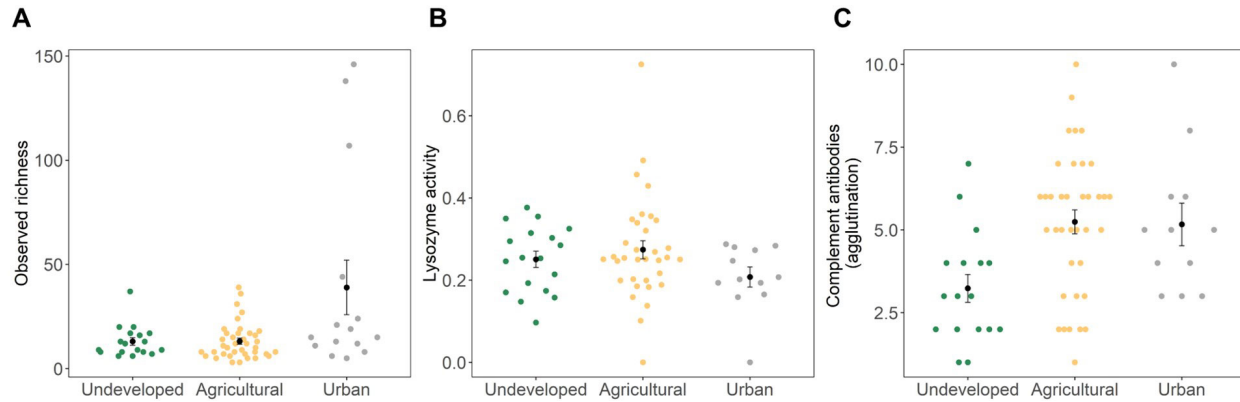 A
Observed richness
150
100
50
0
Undeveloped Agricultural Urban
B
Lysozyme activity
0.6
0.4
0.2
0.0
Undeveloped Agricultural Urban
C
Complement antibodies
(agglutination)
10.0
7.5
5.0
2.5
Undeveloped Agricultural Urban